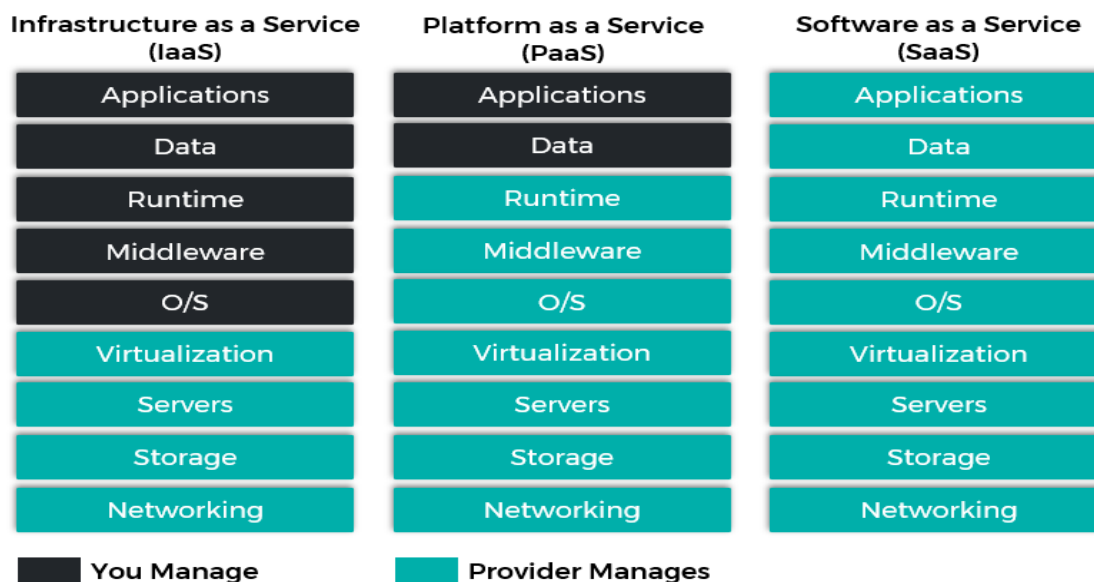 Infrastructure as a Service
(IaaS)
Applications
Data
Runtime
Middleware
O/S
Virtualization
Servers
Storage
Networking
Platform as a Service
(PaaS)
Applications
Data
Runtime
Middleware
O/S
Virtualization
Servers
Storage
Networking
Software as a Service
(SaaS)
Applications
Data
Runtime
Middleware
O/S
Virtualization
Servers
Storage
Networking
You Manage
Provider Manages